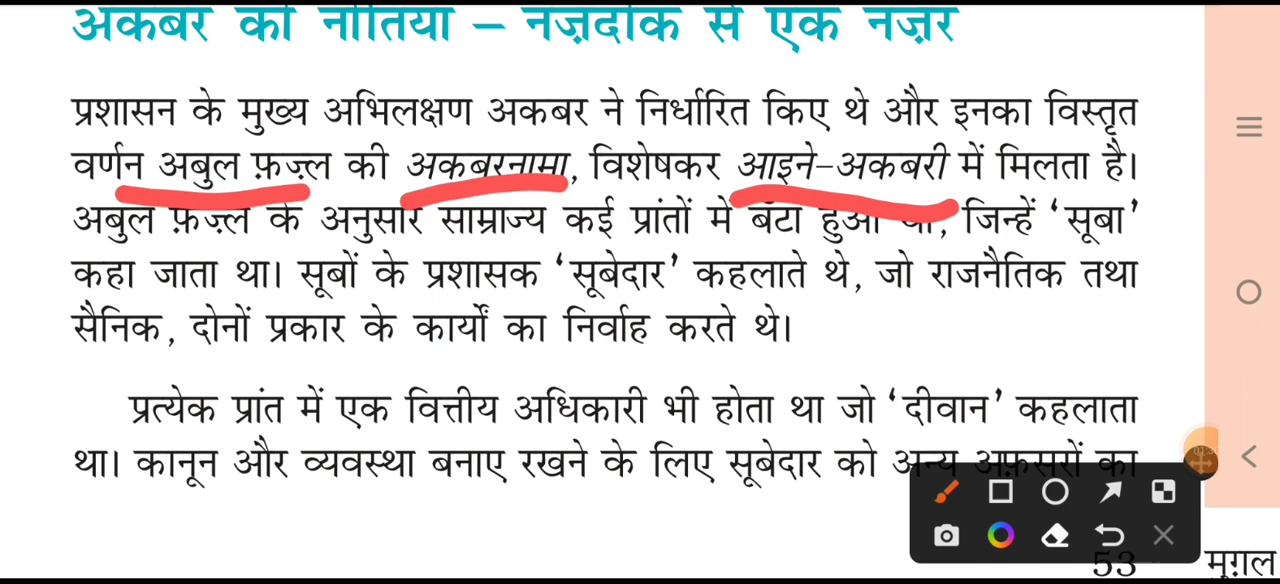 अकबर की नीतियाँ – नज़दीक से एक नज़र
प्रशासन के मुख्य अभिलक्षण अकबर ने निर्धारित किए थे और इनका विस्तृत
वर्णन अबुल फ़ज़्ल की अकबरनामा, विशेषकर आइने-अकबरी में मिलता है।
अबुल फ़ज़्ल के अनुसार साम्राज्य कई प्रांतों में बँटा हुआ था, जिन्हें ‘सूबा’
कहा जाता था। सूबों के प्रशासक ‘सूबेदार’ कहलाते थे, जो राजनैतिक तथा
सैनिक, दोनों प्रकार के कार्यों का निर्वाह करते थे।
प्रत्येक प्रांत में एक वित्तीय अधिकारी भी होता था जो ‘दीवान’ कहलाता
था। कानून और व्यवस्था बनाए रखने के लिए सूबेदार को अन्य अफ़सरों का
53 मुग़ल